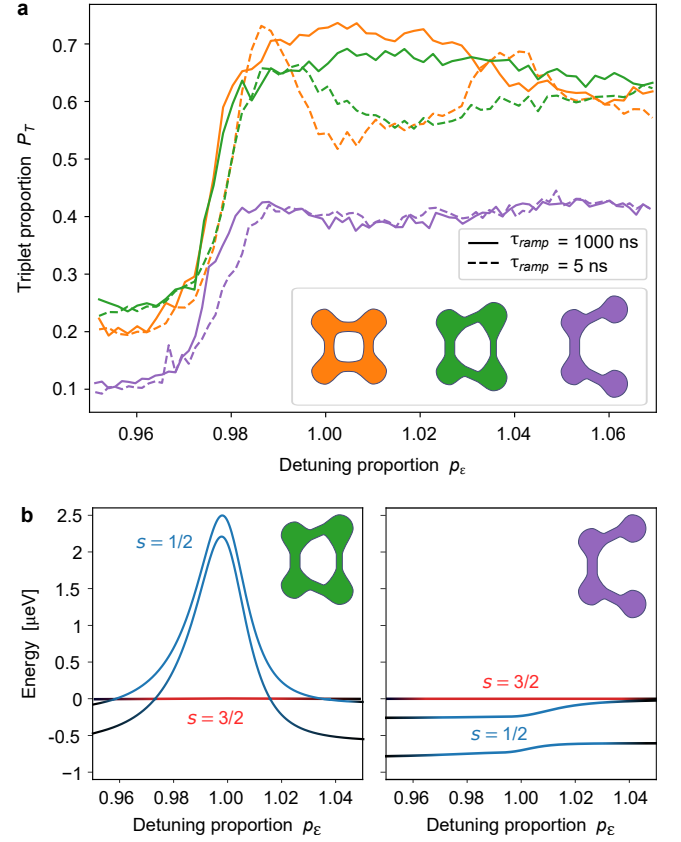 a
Triplet proportion P_T
0.7
0.6
0.5
0.4
0.3
0.2
0.1
τ_ramp = 1000 ns
τ_ramp = 5 ns
0.96
0.98
1.00
1.02
1.04
1.06
Detuning proportion p_ε
b
Energy [μeV]
2.5
2
1.5
1
0.5
0
-0.5
−1
s = 1/2
s = 3/2
0.96
0.98
1.00
1.02
1.04
Detuning proportion p_ε
s = 3/2
s = 1/2
0.96
0.98
1.00
1.02
1.04
Detuning proportion p_ε